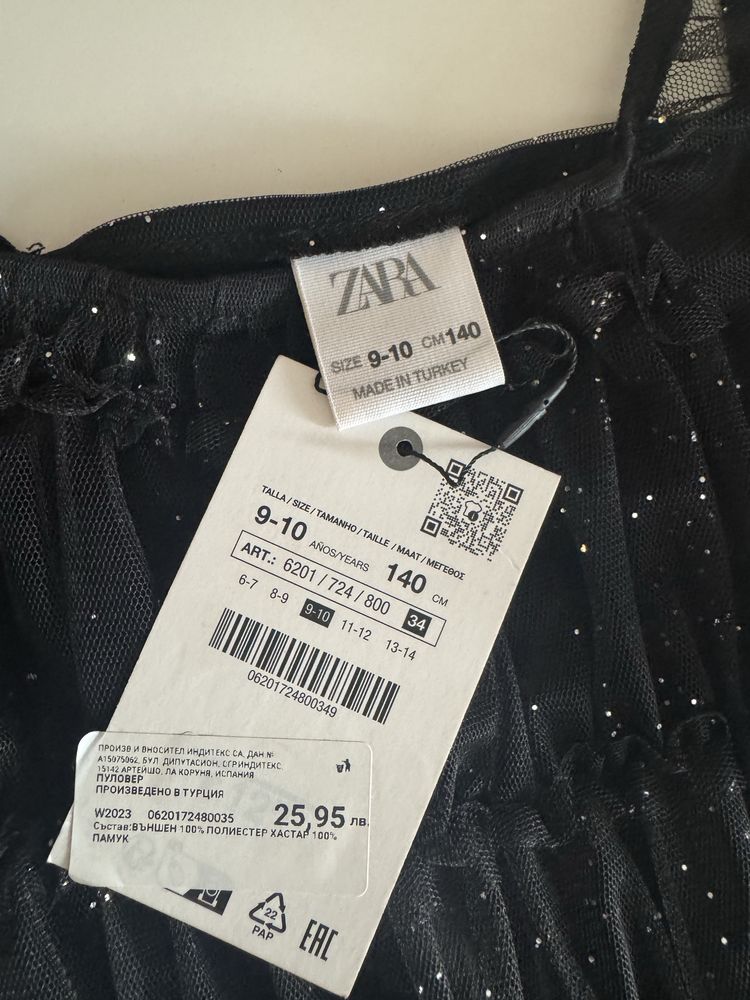 ZARA
SIZE 9-10 CM 140
MADE IN TURKEY
TALLA / SIZE / TAMANHO / TAILLE / MAAT / ΜΕΓΕΘΟΣ
9-10 AÑOS/YEARS 140 CM
ART.: 6201 / 724 / 800 34
6-7 8-9 9-10 11-12 13-14
06201724800349
ПРОИЗВ.И ВНОСИТЕЛ ИНДИТЕКС СА, ДАН №
А15075062, БУЛ. ДИПУТАСИОН, СГРИНДИТЕКС,
15142 АРТЕЙШО, ЛА КОРУНЯ, ИСПАНИЯ
ПУЛОВЕР
ПРОИЗВЕДЕНО В ТУРЦИЯ
W2023 0620172480035 25,95 лв.
Състав:ВЪНШЕН 100% ПОЛИЕСТЕР ХАСТАР 100%
ПАМУК
22
PAP
EAC